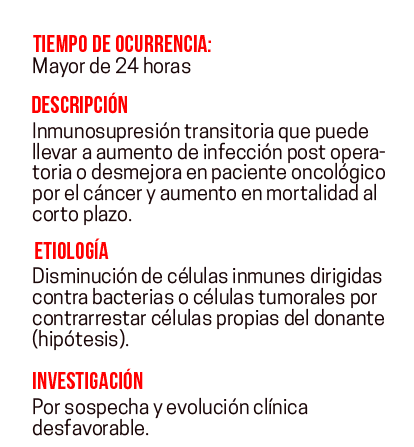 TIEMPO DE OCURRENCIA:
Mayor de 24 horas
DESCRIPCIÓN
Inmunosupresión transitoria que puede
llevar a aumento de infección post opera-
toria o desmejora en paciente oncológico
por el cáncer y aumento en mortalidad al
corto plazo.
ETIOLOGÍA
Disminución de células inmunes dirigidas
contra bacterias o células tumorales por
contrarrestar células propias del donante
(hipótesis).
INVESTIGACIÓN
Por sospecha y evolución clínica
desfavorable.